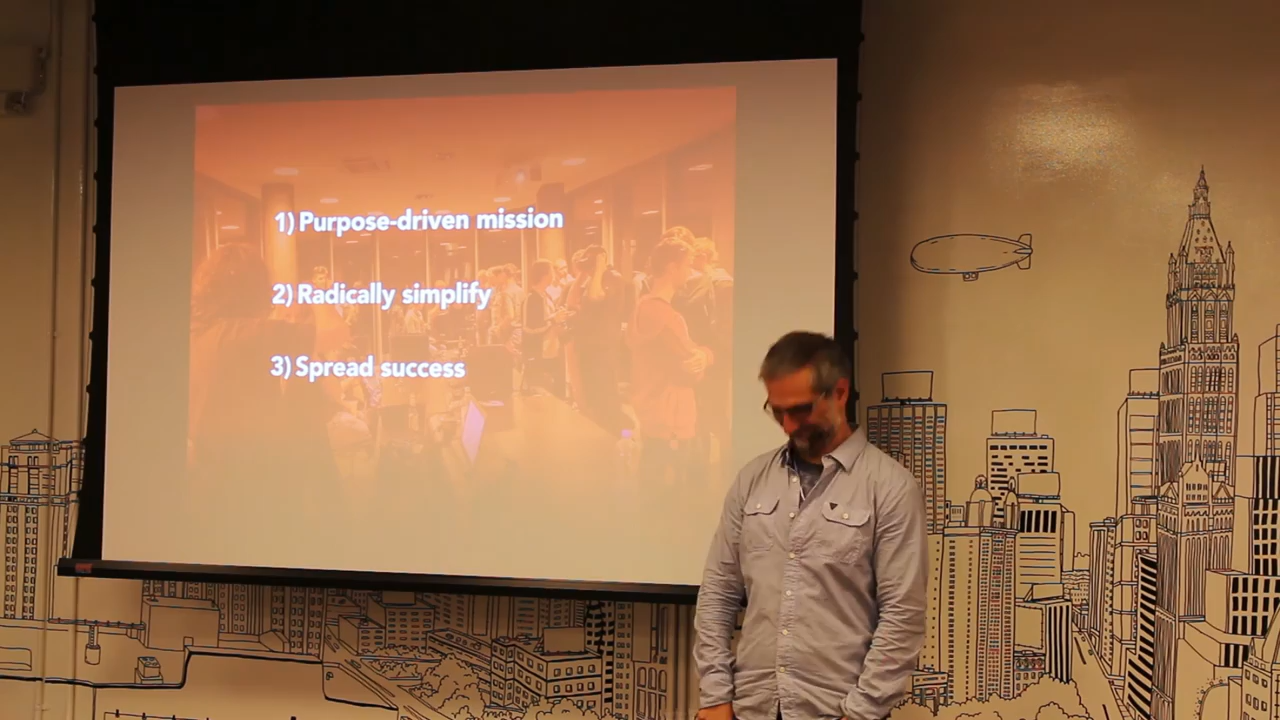 1) Purpose-driven mission
2) Radically simplify
3) Spread success